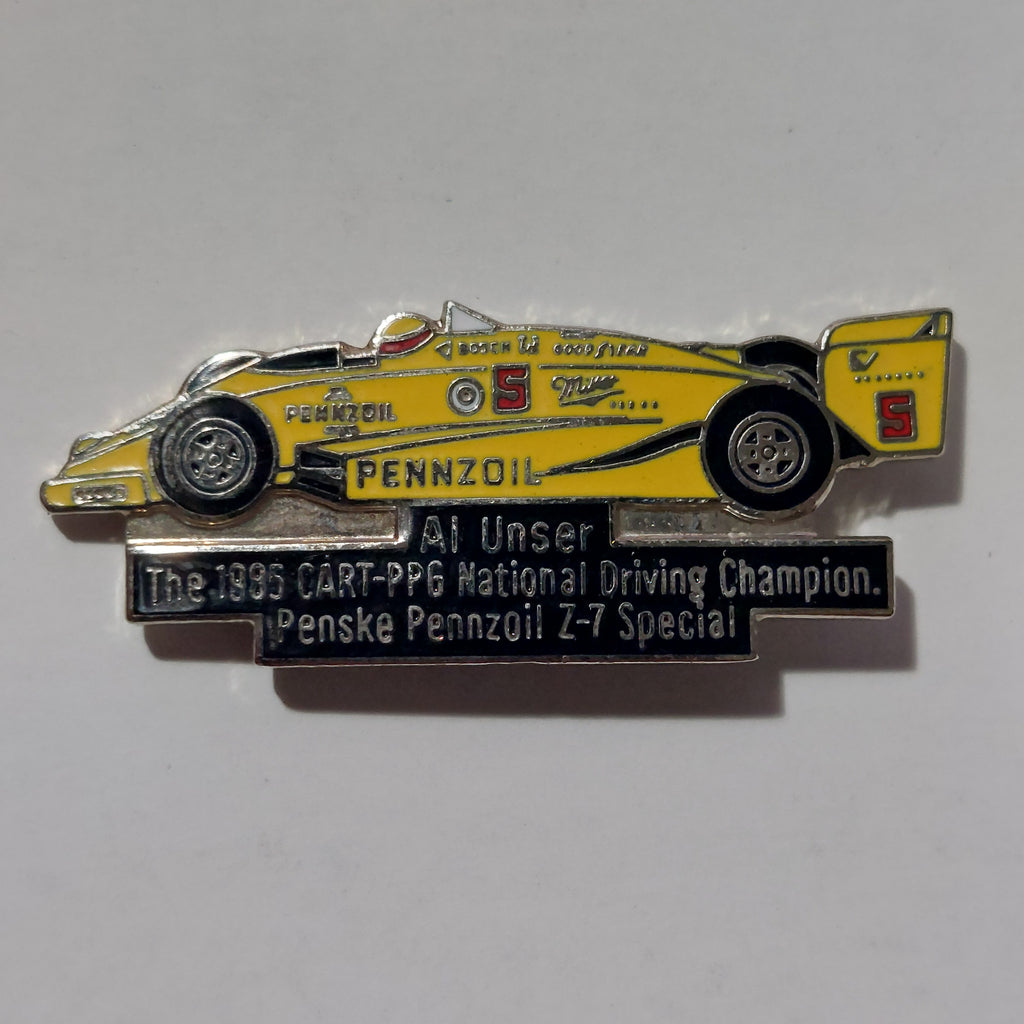 BOSCH GOODYEAR
PENNZOIL
5
Miller
5
PENNZOIL
Al Unser
The 1985 CART-PPG National Driving Champion.
Penske Pennzoil Z-7 Special